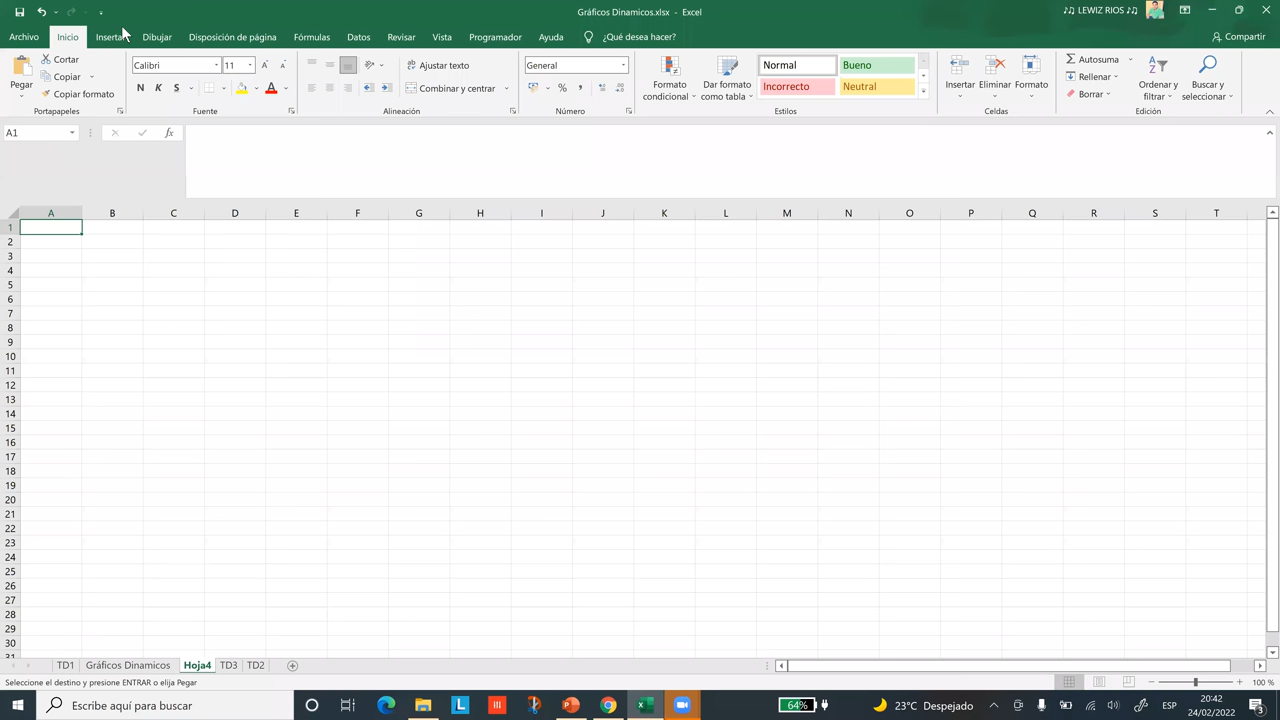 Gráficos Dinamicos.xlsx - Excel
♫ LEWIZ RIOS ♫
Archivo Inicio Insertar Dibujar Disposición de página Fórmulas Datos Revisar Vista Programador Ayuda ¿Qué desea hacer? Compartir
Pegar
Cortar
Copiar
Copiar formato
Portapapeles
Calibri 11
N K S
Fuente
Ajustar texto
Combinar y centrar
Alineación
General
% 000
Número
Formato condicional
Dar formato como tabla
Normal Bueno
Incorrecto Neutral
Estilos
Insertar Eliminar Formato
Celdas
Autosuma
Rellenar
Borrar
Ordenar y filtrar
Buscar y seleccionar
Edición
A1 fx
A B C D E F G H I J K L M N O P Q R S T
1
2
3
4
5
6
7
8
9
10
11
12
13
14
15
16
17
18
19
20
21
22
23
24
25
26
27
28
29
30
31
TD1 Gráficos Dinamicos Hoja4 TD3 TD2
Seleccione el destino y presione ENTRAR o elija Pegar
100 %
Escribe aquí para buscar
64%
23°C Despejado
ESP
20:42
24/02/2022
3